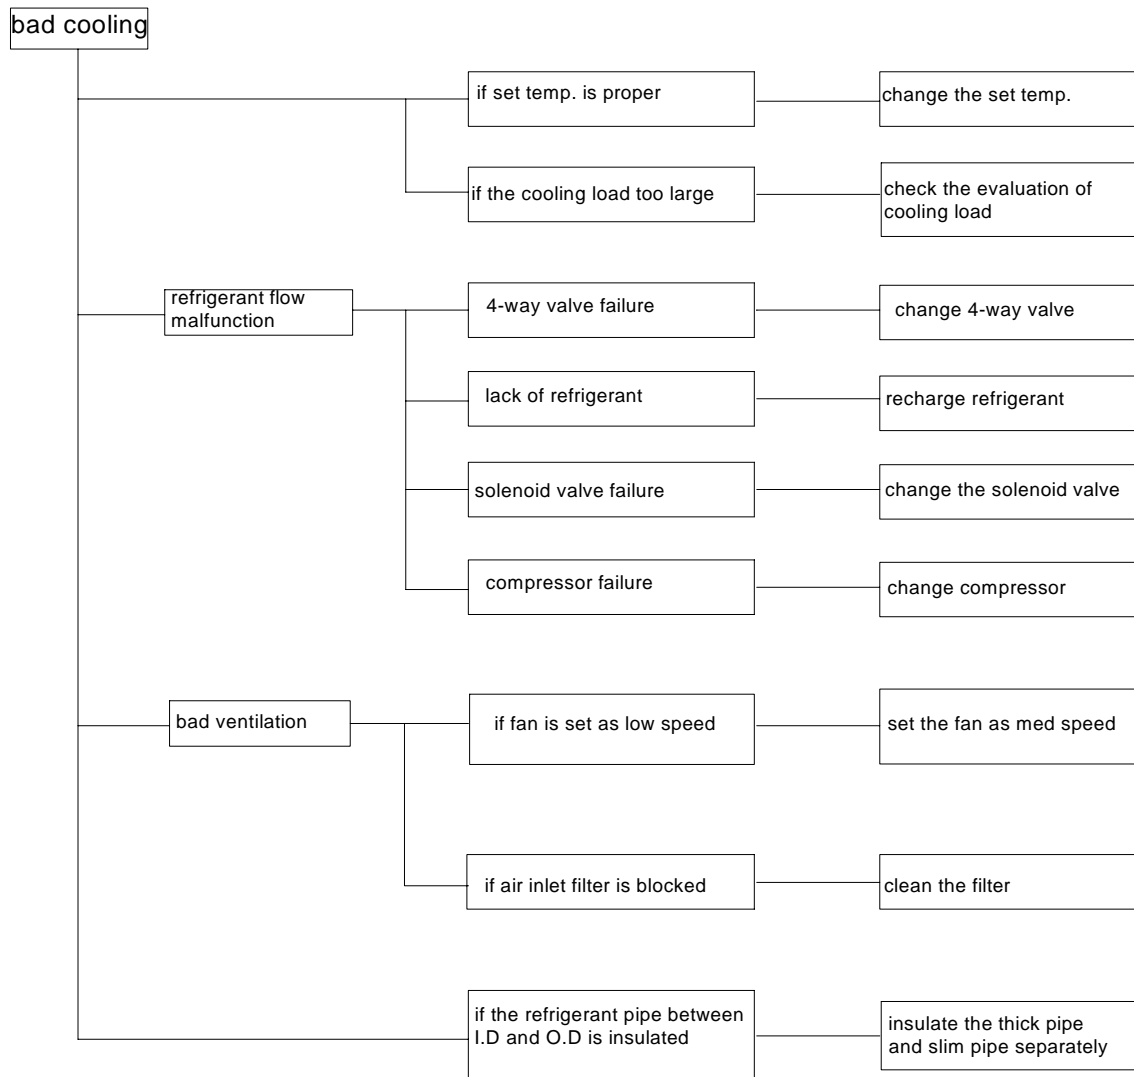 bad cooling
if set temp. is proper
change the set temp.
if the cooling load too large
check the evaluation of
cooling load
refrigerant flow
malfunction
4-way valve failure
change 4-way valve
lack of refrigerant
recharge refrigerant
solenoid valve failure
change the solenoid valve
compressor failure
change compressor
bad ventilation
if fan is set as low speed
set the fan as med speed
if air inlet filter is blocked
clean the filter
if the refrigerant pipe between
I.D and O.D is insulated
insulate the thick pipe
and slim pipe separately